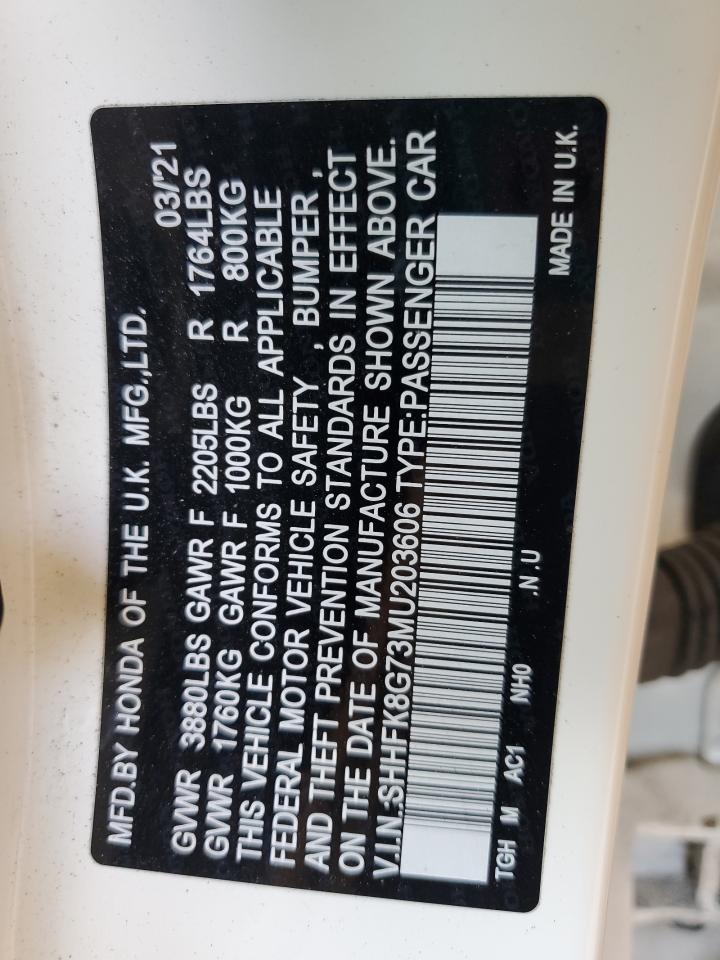 MFD.BY HONDA OF THE U.K. MFG.,LTD.
03/'21
GVWR 3880LBS GAWR F 2205LBS R 1764LBS
GVWR 1760KG GAWR F 1000KG R 800KG
THIS VEHICLE CONFORMS TO ALL APPLICABLE
FEDERAL MOTOR VEHICLE SAFETY , BUMPER ,
AND THEFT PREVENTION STANDARDS IN EFFECT
ON THE DATE OF MANUFACTURE SHOWN ABOVE.
V.I.N.:SHHFK8G73MU203606 TYPE:PASSENGER CAR
TGH M AC1 NH0 .N .U
MADE IN U.K.